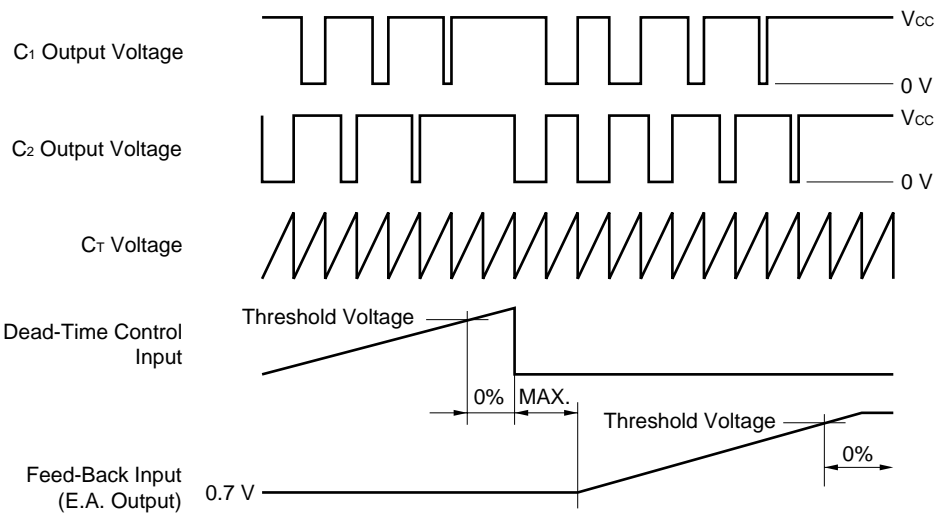 C1 Output Voltage
VCC
0 V
C2 Output Voltage
VCC
0 V
CT Voltage
Dead-Time Control
Input
Threshold Voltage
0% MAX.
Threshold Voltage
0%
Feed-Back Input
(E.A. Output)
0.7 V